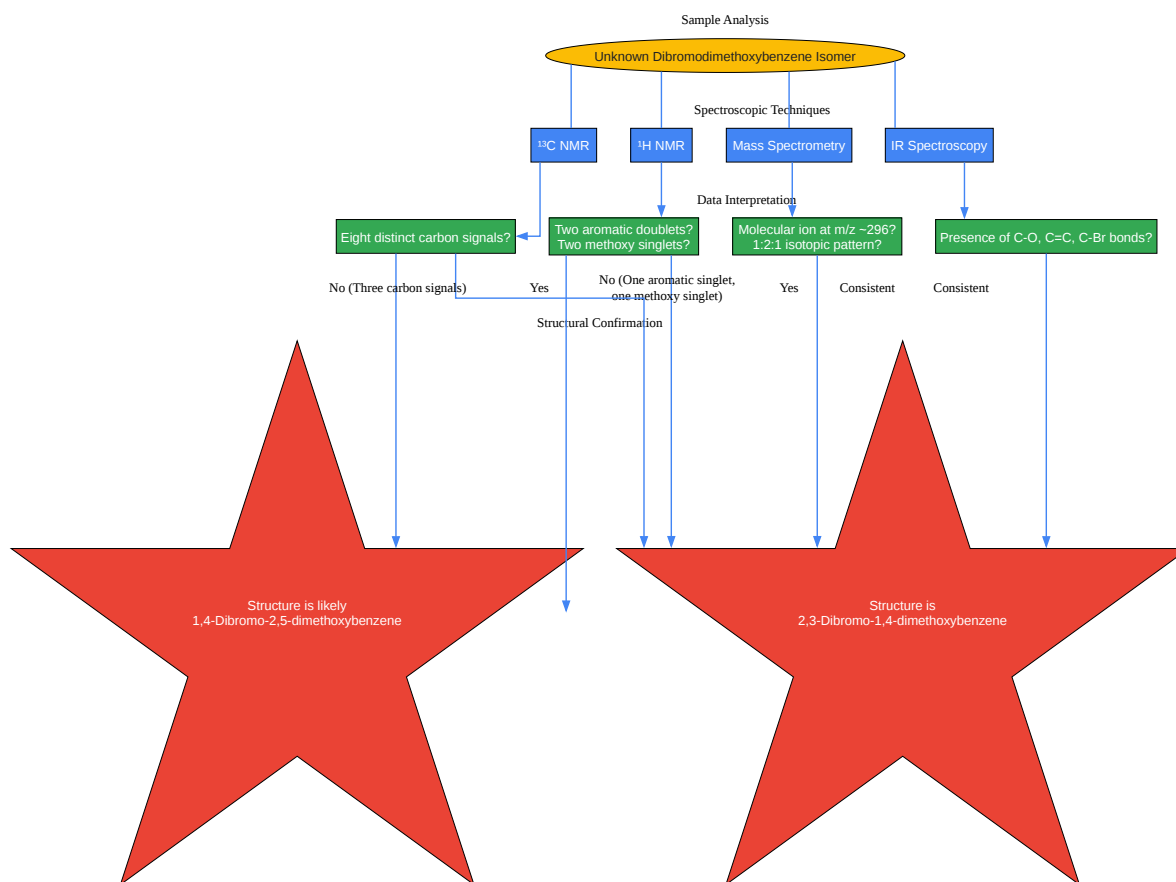 Sample Analysis
Unknown Dibromodimethoxybenzene Isomer
Spectroscopic Techniques
¹³C NMR
¹H NMR
Mass Spectrometry
IR Spectroscopy
Data Interpretation
Eight distinct carbon signals?
Two aromatic doublets?
Two methoxy singlets?
Molecular ion at m/z ~296?
1:2:1 isotopic pattern?
Presence of C-O, C=C, C-Br bonds?
No (Three carbon signals)
Yes
No (One aromatic singlet,
one methoxy singlet)
Yes
Consistent
Consistent
Structural Confirmation
Structure is likely
1,4-Dibromo-2,5-dimethoxybenzene
Structure is
2,3-Dibromo-1,4-dimethoxybenzene